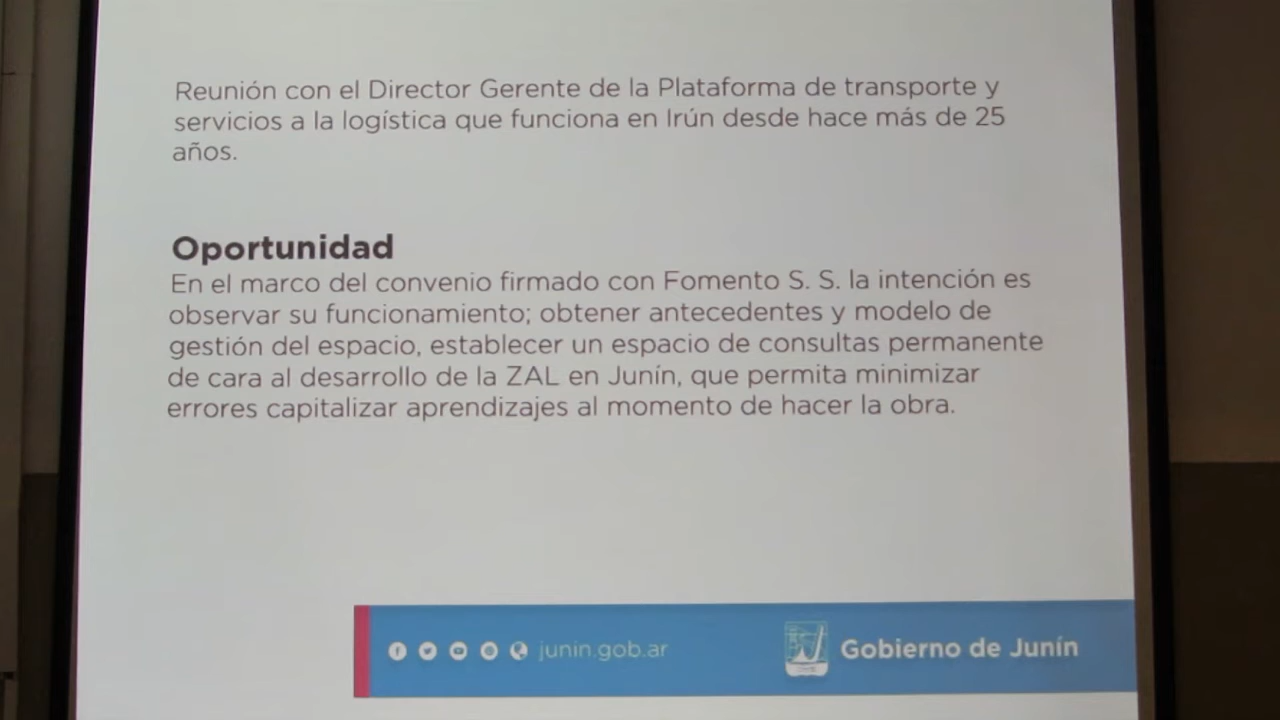 Reunión con el Director Gerente de la Plataforma de transporte y
servicios a la logística que funciona en Irún desde hace más de 25
años.
Oportunidad
En el marco del convenio firmado con Fomento S. S. la intención es
observar su funcionamiento; obtener antecedentes y modelo de
gestión del espacio, establecer un espacio de consultas permanente
de cara al desarrollo de la ZAL en Junín, que permita minimizar
errores capitalizar aprendizajes al momento de hacer la obra.
junin.gob.ar
Gobierno de Junín